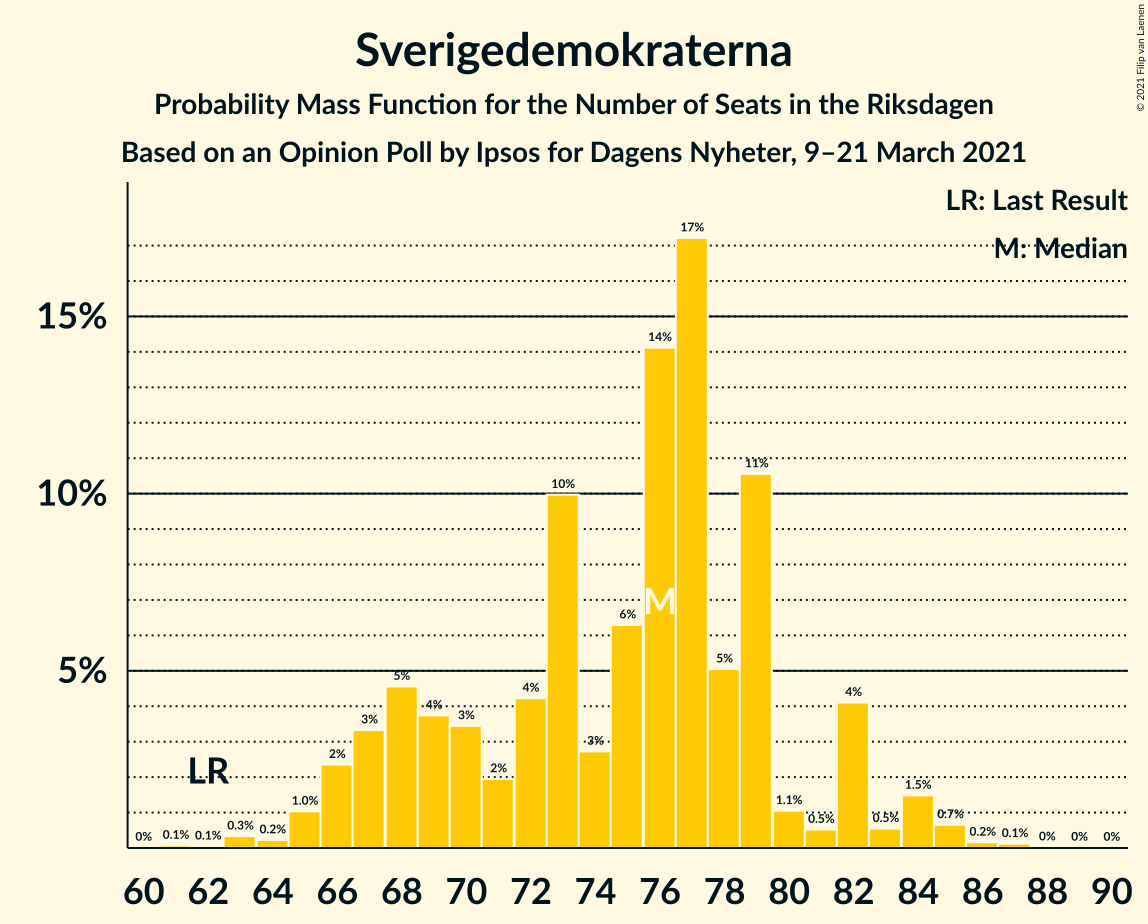 Sverigedemokraterna
Probability Mass Function for the Number of Seats in the Riksdagen
Based on an Opinion Poll by Ipsos for Dagens Nyheter, 9–21 March 2021
© 2021 Filip van Laenen
LR: Last Result
M: Median
15%
10%
5%
0% 0.1% 0.1% 0.3% 0.2% 1.0% 2% 3% 5% 4% 3% 2% 4% 10% 3% 6% 14% 17% 5% 11% 1.1% 0.5% 4% 0.5% 1.5% 0.7% 0.2% 0.1% 0% 0% 0%
M
LR
60 62 64 66 68 70 72 74 76 78 80 82 84 86 88 90